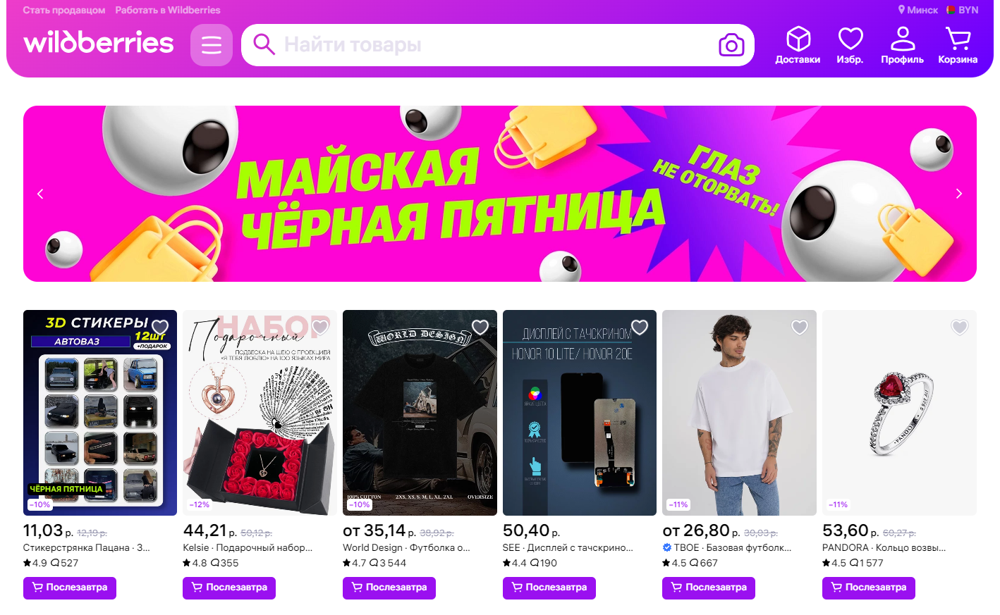 Стать продавцом Работать в Wildberries
Минск BYN
wildberries
Найти товары
Доставки Избр. Профиль Корзина
МАЙСКАЯ
ЧЁРНАЯ ПЯТНИЦА
ГЛАЗ
НЕ ОТОРВАТЬ!
3D СТИКЕРЫ
АВТОВАЗ
12шт
+ПОДАРОК
ЧЁРНАЯ ПЯТНИЦА
−10%
11,03 р. 12,19 р.
Стикерстрянка Пацана · 3...
4.9 527
Послезавтра
НАБОР
Подарочный
ПОДВЕСКА НА ШЕЮ С ПРОЕКЦИЕЙ
«Я ТЕБЯ ЛЮБЛЮ» НА 100 ЯЗЫКАХ МИРА
−12%
44,21 р. 50,12 р.
Kelsie · Подарочный набор...
4.8 355
Послезавтра
WORLD DESIGN
100% COTTON 2XS, XS, S, M, L, XL, 2XL OVERSIZE
−10%
от 35,14 р. 38,92 р.
World Design · Футболка о...
4.7 3 544
Послезавтра
ДИСПЛЕЙ С ТАЧСКРИНОМ
HONOR 10 LITE/ HONOR 20E
ЯРКИЕ ЦВЕТА
50,40 р.
SEE · Дисплей с тачскрино...
4.4 190
Послезавтра
−11%
от 26,80 р. 30,03 р.
ТВОЕ · Базовая футболк...
4.5 667
Послезавтра
PANDORA
S 925 ALE
−11%
53,60 р. 60,27 р.
PANDORA · Кольцо возвы...
4.5 1 577
Послезавтра